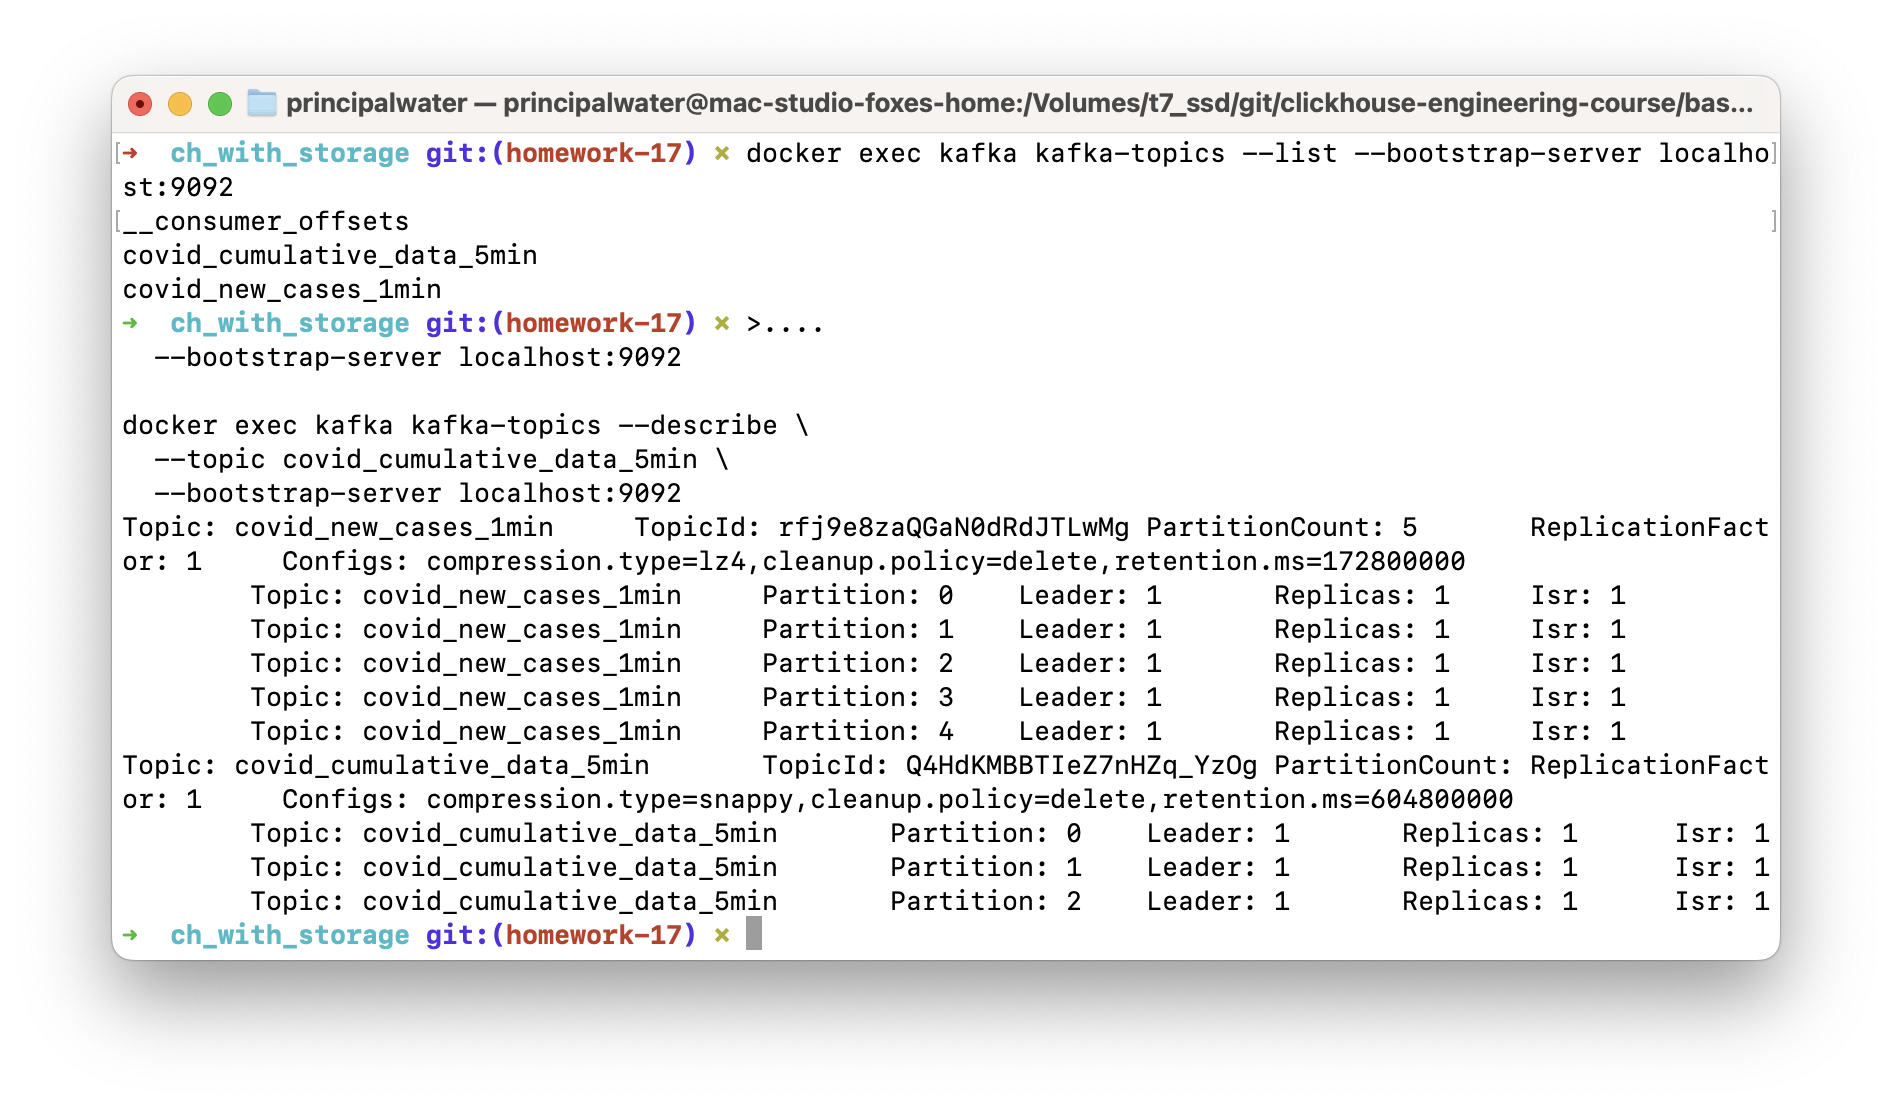 principalwater — principalwater@mac-studio-foxes-home:/Volumes/t7_ssd/git/clickhouse-engineering-course/bas...
[➜  ch_with_storage git:(homework-17) ✗ docker exec kafka kafka-topics --list --bootstrap-server localho]
st:9092
[__consumer_offsets ]
covid_cumulative_data_5min
covid_new_cases_1min
➜  ch_with_storage git:(homework-17) ✗ >....
  --bootstrap-server localhost:9092

docker exec kafka kafka-topics --describe \
  --topic covid_cumulative_data_5min \
  --bootstrap-server localhost:9092
Topic: covid_new_cases_1min	TopicId: rfj9e8zaQGaN0dRdJTLwMg PartitionCount: 5	ReplicationFact
or: 1	Configs: compression.type=lz4,cleanup.policy=delete,retention.ms=172800000
	Topic: covid_new_cases_1min	Partition: 0	Leader: 1	Replicas: 1	Isr: 1
	Topic: covid_new_cases_1min	Partition: 1	Leader: 1	Replicas: 1	Isr: 1
	Topic: covid_new_cases_1min	Partition: 2	Leader: 1	Replicas: 1	Isr: 1
	Topic: covid_new_cases_1min	Partition: 3	Leader: 1	Replicas: 1	Isr: 1
	Topic: covid_new_cases_1min	Partition: 4	Leader: 1	Replicas: 1	Isr: 1
Topic: covid_cumulative_data_5min	TopicId: Q4HdKMBBTIeZ7nHZq_YzOg PartitionCount: ReplicationFact
or: 1	Configs: compression.type=snappy,cleanup.policy=delete,retention.ms=604800000
	Topic: covid_cumulative_data_5min	Partition: 0	Leader: 1	Replicas: 1	Isr: 1
	Topic: covid_cumulative_data_5min	Partition: 1	Leader: 1	Replicas: 1	Isr: 1
	Topic: covid_cumulative_data_5min	Partition: 2	Leader: 1	Replicas: 1	Isr: 1
➜  ch_with_storage git:(homework-17) ✗